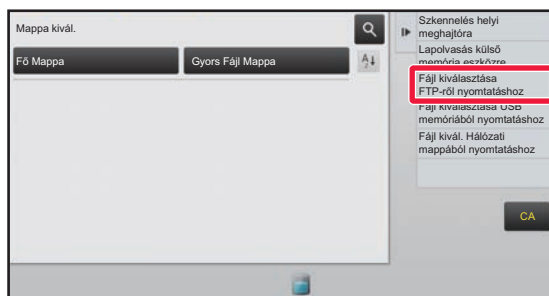 Mappa kivál.
Fő Mappa
Gyors Fájl Mappa
Szkennelés helyi
meghajtóra
Lapolvasás külső
memória eszközre
Fájl kiválasztása
FTP-ről nyomtatáshoz
Fájl kiválasztása USB
memóriából nyomtatáshoz
Fájl kivál. Hálózati
mappából nyomtatáshoz
CA